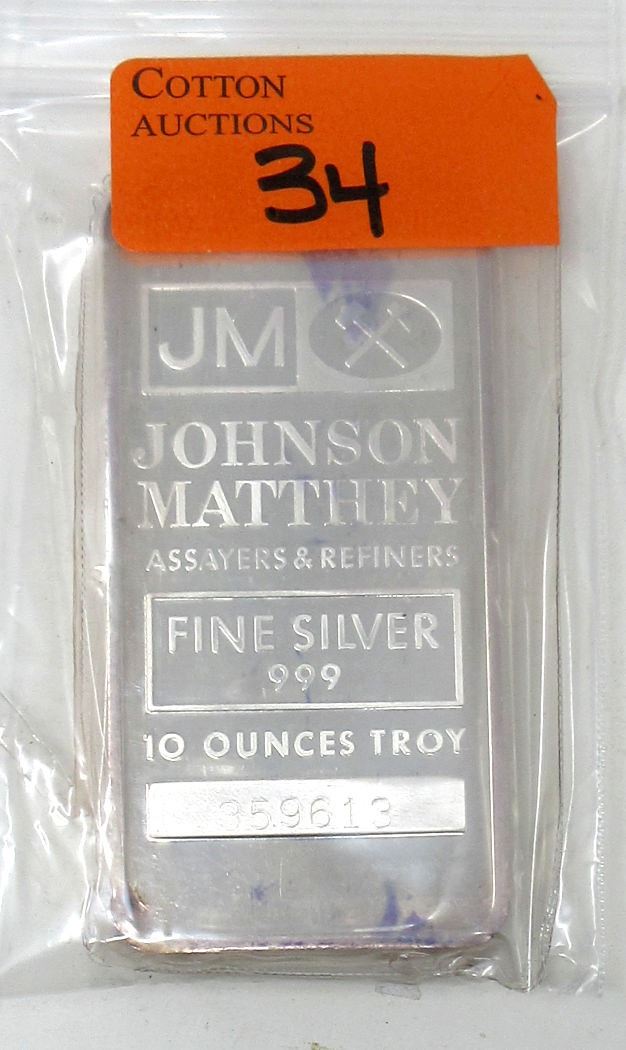 COTTON
AUCTIONS
34
JM
JOHNSON
MATTHEY
ASSAYERS & REFINERS
FINE SILVER
999
10 OUNCES TROY
359613